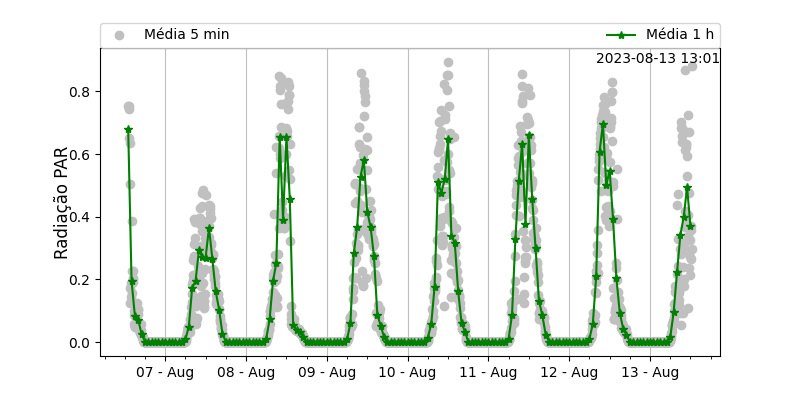 Média 5 min
Média 1 h
2023-08-13 13:01
Radiação PAR
0.8
0.6
0.4
0.2
0.0
07 - Aug
08 - Aug
09 - Aug
10 - Aug
11 - Aug
12 - Aug
13 - Aug